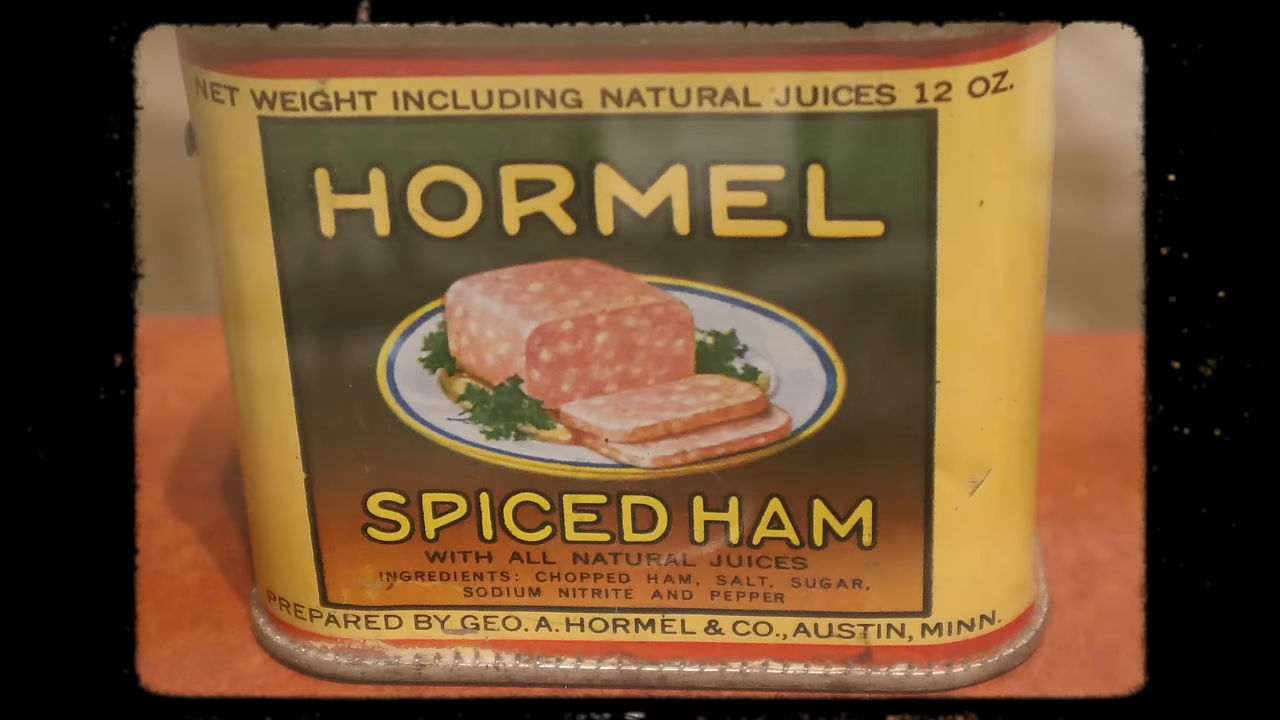 NET WEIGHT INCLUDING NATURAL JUICES 12 OZ.
HORMEL
SPICED HAM
WITH ALL NATURAL JUICES
INGREDIENTS: CHOPPED HAM, SALT, SUGAR,
SODIUM NITRITE AND PEPPER
PREPARED BY GEO. A. HORMEL & CO., AUSTIN, MINN.